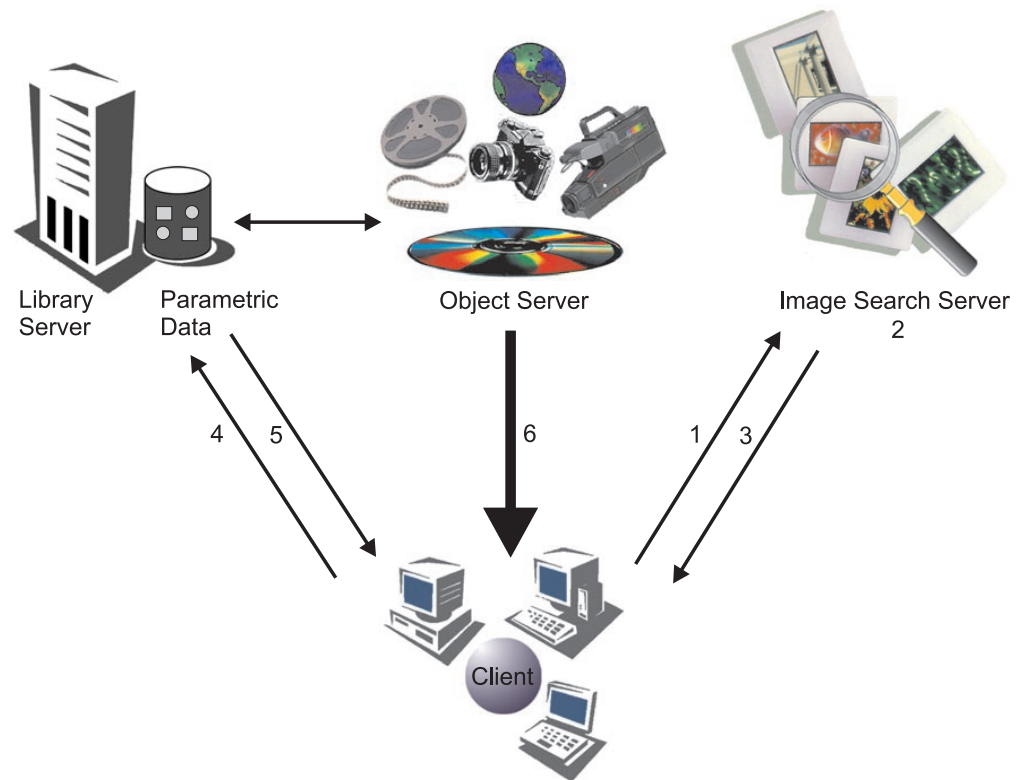 Library
Server
Parametric
Data
Object Server
Image Search Server
2
4
5
6
1
3
Client